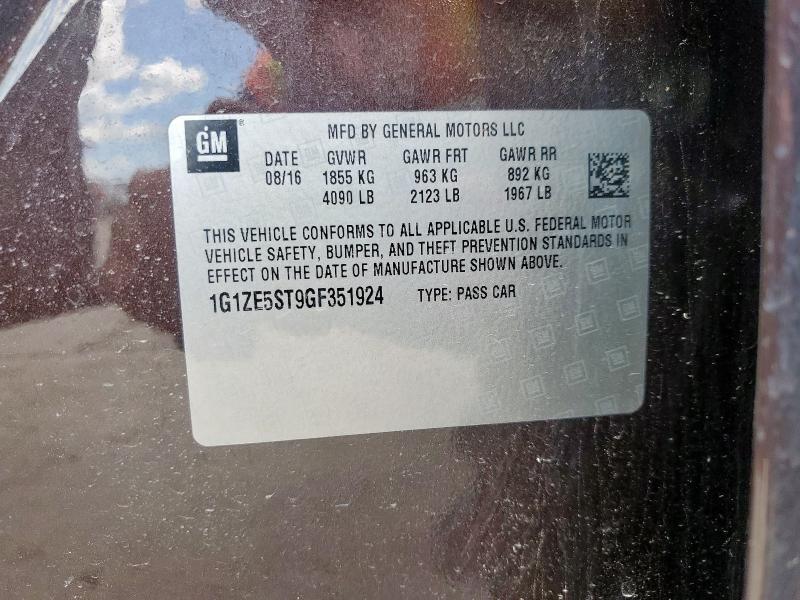 GM ®
MFD BY GENERAL MOTORS LLC
DATE GVWR GAWR FRT GAWR RR
08/16 1855 KG 963 KG 892 KG
4090 LB 2123 LB 1967 LB
THIS VEHICLE CONFORMS TO ALL APPLICABLE U.S. FEDERAL MOTOR
VEHICLE SAFETY, BUMPER, AND THEFT PREVENTION STANDARDS IN
EFFECT ON THE DATE OF MANUFACTURE SHOWN ABOVE.
1G1ZE5ST9GF351924 TYPE: PASS CAR